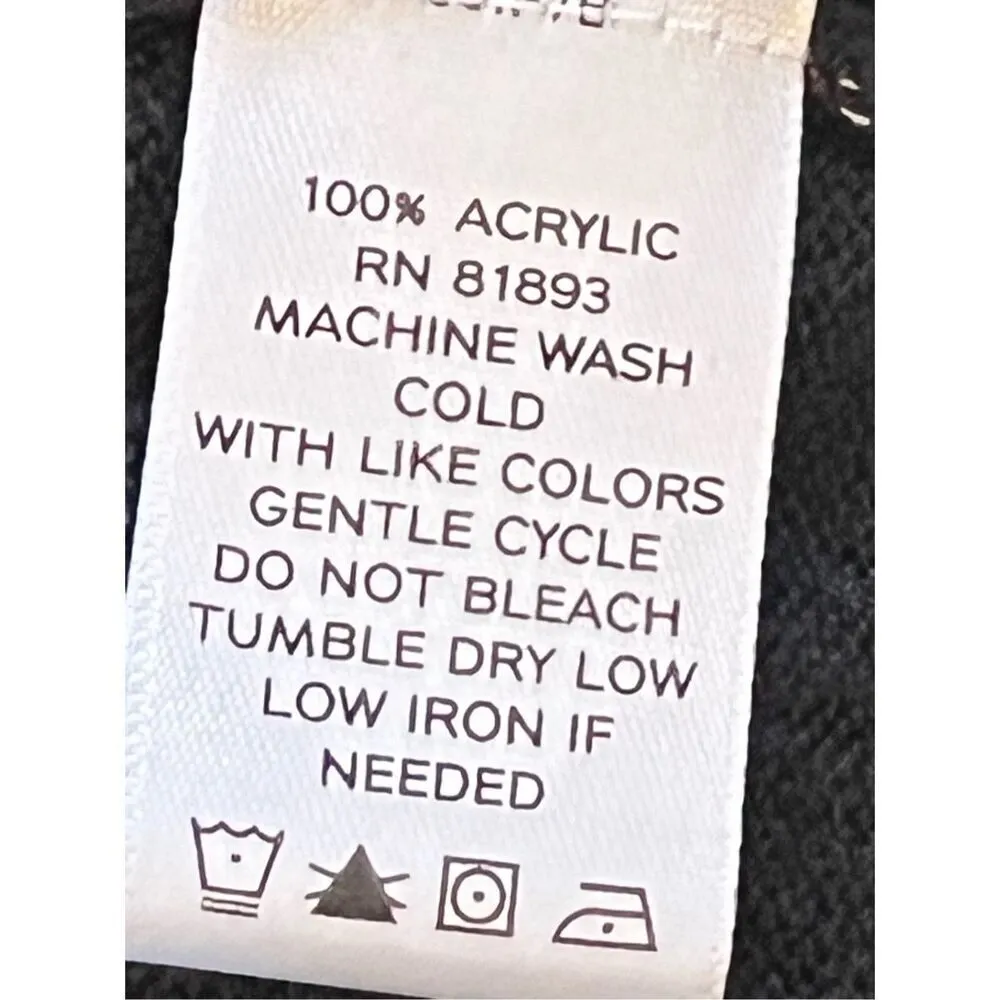 100% ACRYLIC
RN 81893
MACHINE WASH
COLD
WITH LIKE COLORS
GENTLE CYCLE
DO NOT BLEACH
TUMBLE DRY LOW
LOW IRON IF
NEEDED